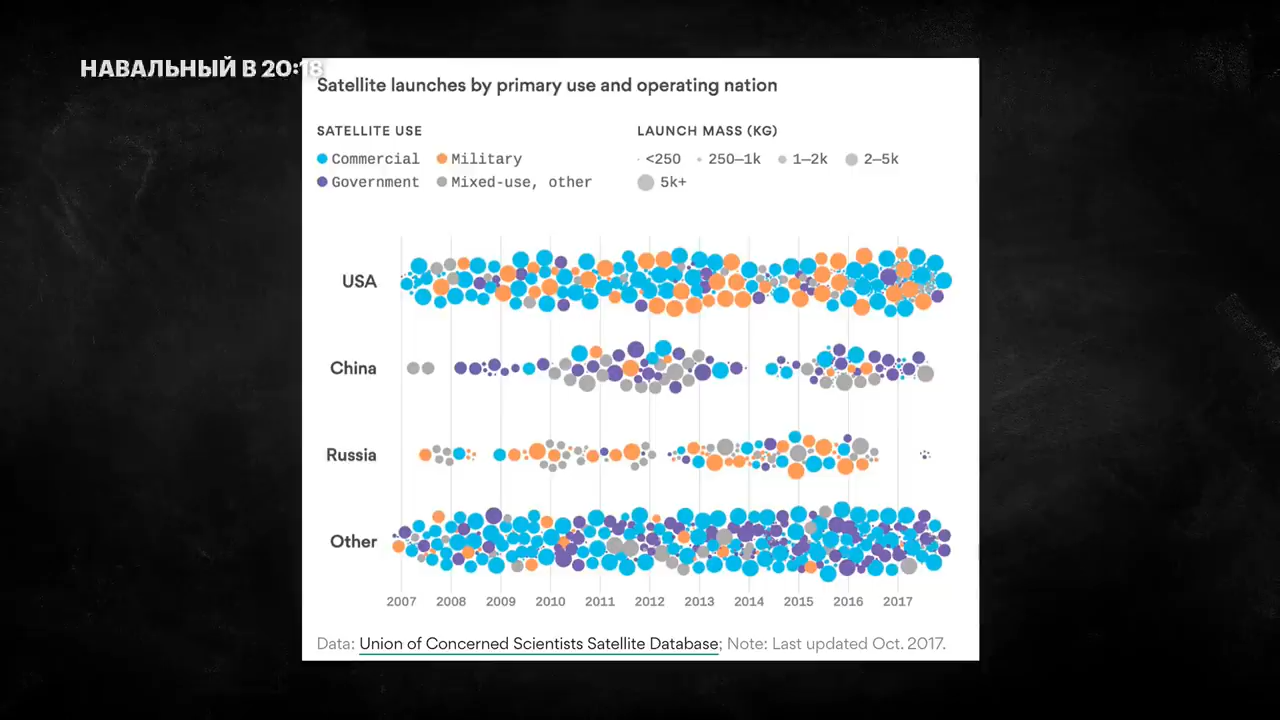 НАВАЛЬНЫЙ В 20:18
Satellite launches by primary use and operating nation
SATELLITE USE
Commercial Military
Government Mixed-use, other
LAUNCH MASS (KG)
<250 250–1k 1–2k 2–5k
5k+
USA
China
Russia
Other
2007 2008 2009 2010 2011 2012 2013 2014 2015 2016 2017
Data: Union of Concerned Scientists Satellite Database; Note: Last updated Oct. 2017.